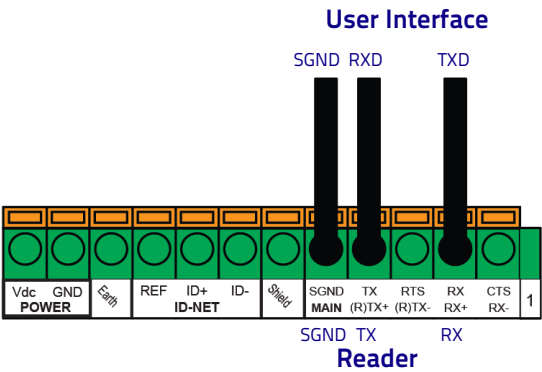 User Interface
SGND RXD TXD
Vdc GND Earth REF ID+ ID- Shield SGND TX RTS RX CTS 1
POWER ID-NET MAIN (R)TX+ (R)TX- RX+ RX-
SGND TX RX
Reader